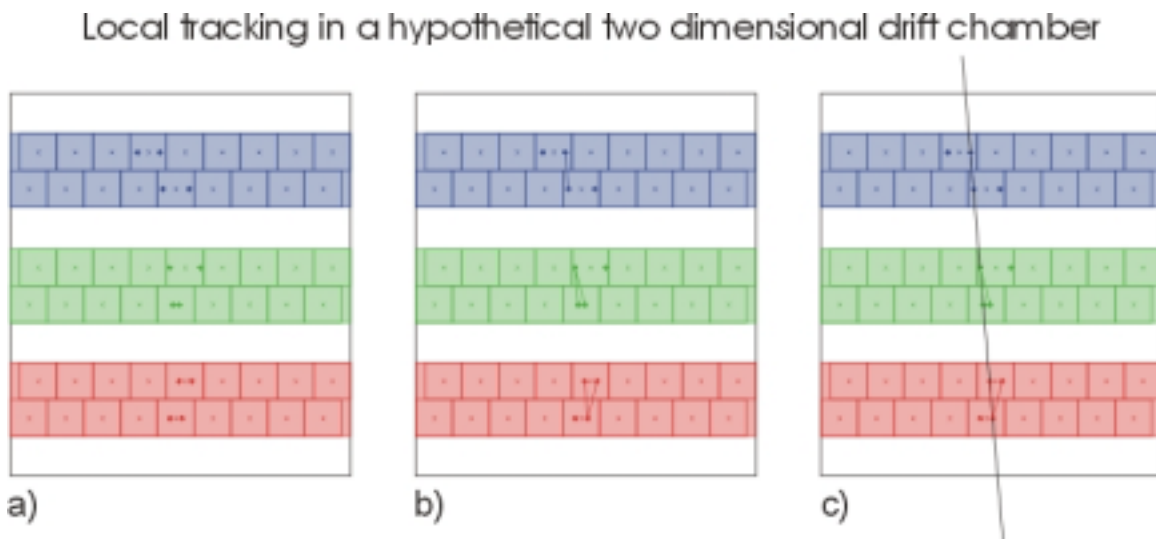 Local tracking in a hypothetical two dimensional drift chamber
a)
b)
c)